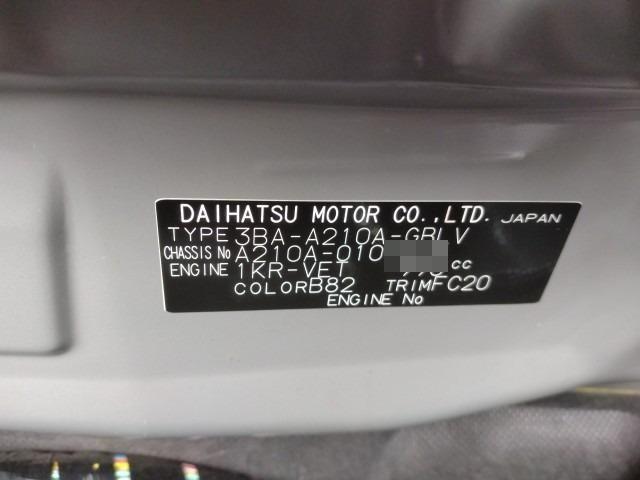 DAIHATSU MOTOR CO.,LTD. JAPAN
TYPE 3BA-A210A-GBLV
CHASSIS No A210A-010
ENGINE 1KR-VET cc
COLOR B82 TRIM FC20
ENGINE No